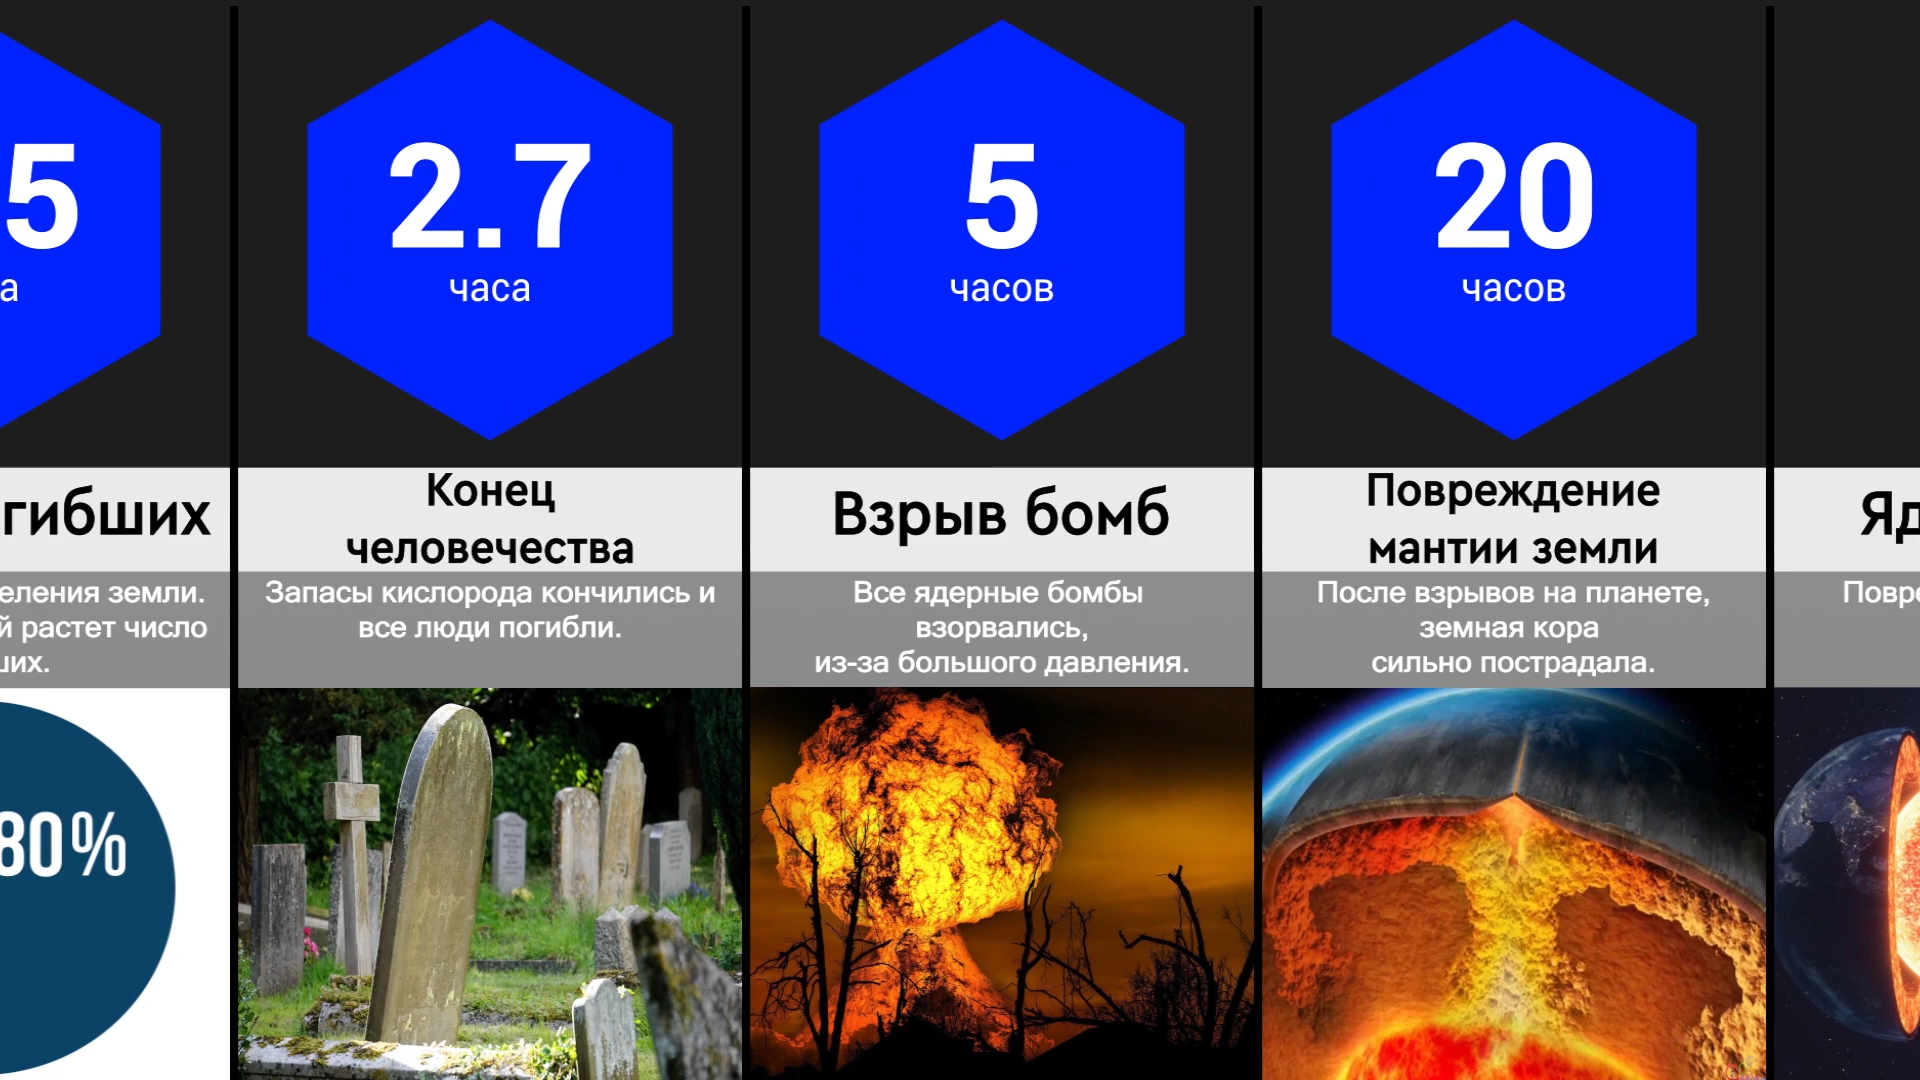 5
а
гибших
еления земли.
й растет число
ших.
80%
2.7
часа
Конец
человечества
Запасы кислорода кончились и
все люди погибли.
5
часов
Взрыв бомб
Все ядерные бомбы
взорвались,
из-за большого давления.
20
часов
Повреждение
мантии земли
После взрывов на планете,
земная кора
сильно пострадала.
Яд
Повре